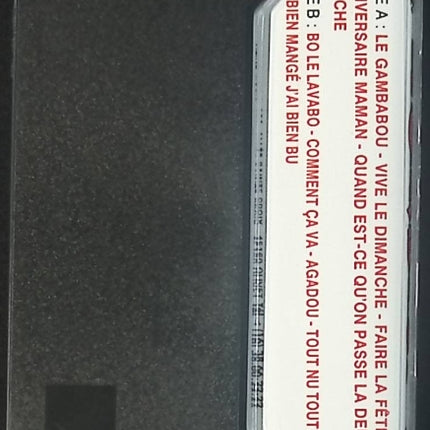 E A : LE GAMBABOU - VIVE LE DIMANCHE - FAIRE LA FÊT
IVERSAIRE MAMAN - QUAND EST-CE QU'ON PASSE LA DE
CHE
E B : BO LE LAVABO - COMMENT ÇA VA - AGADOU - TOUT NU TOUT
BIEN MANGÉ J'AI BIEN BU